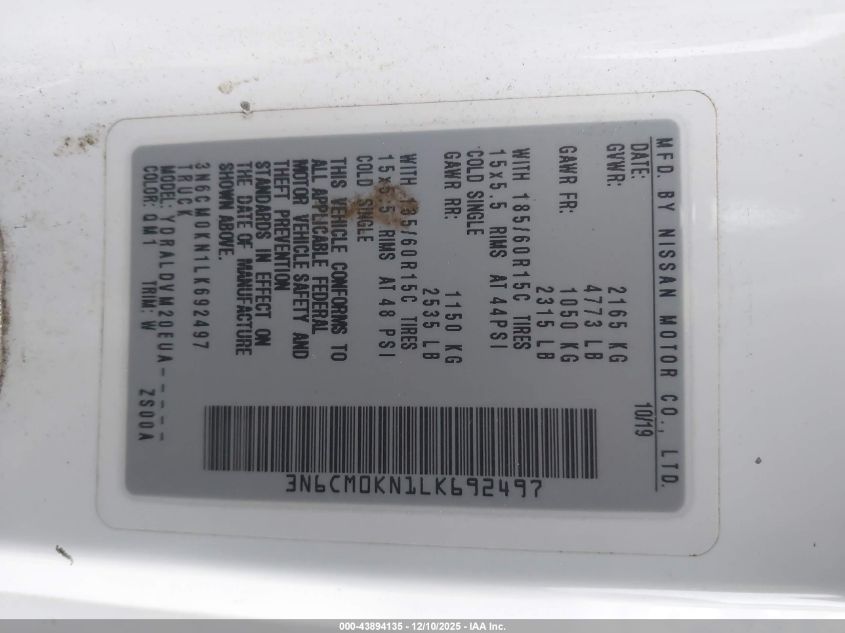 MFD. BY NISSAN MOTOR CO., LTD.
DATE: 10/19
GVWR: 2165 KG
4773 LB
GAWR FR: 1050 KG
2315 LB
WITH 185/60R15C TIRES
15x5.5 RIMS AT 44PSI
COLD SINGLE
GAWR RR: 1150 KG
2535 LB
WITH 185/60R15C TIRES
15x5.5 RIMS AT 48 PSI
COLD SINGLE
THIS VEHICLE CONFORMS TO
ALL APPLICABLE FEDERAL
MOTOR VEHICLE SAFETY AND
THEFT PREVENTION
STANDARDS IN EFFECT ON
THE DATE OF MANUFACTURE
SHOWN ABOVE.
3N6CM0KN1LK692497
TRUCK
MODEL: YDRALDVM20EUA-----
COLOR: QM1 TRIM: W ZS00A
3N6CM0KN1LK692497
000-43894135 - 12/10/2025 - IAA Inc.